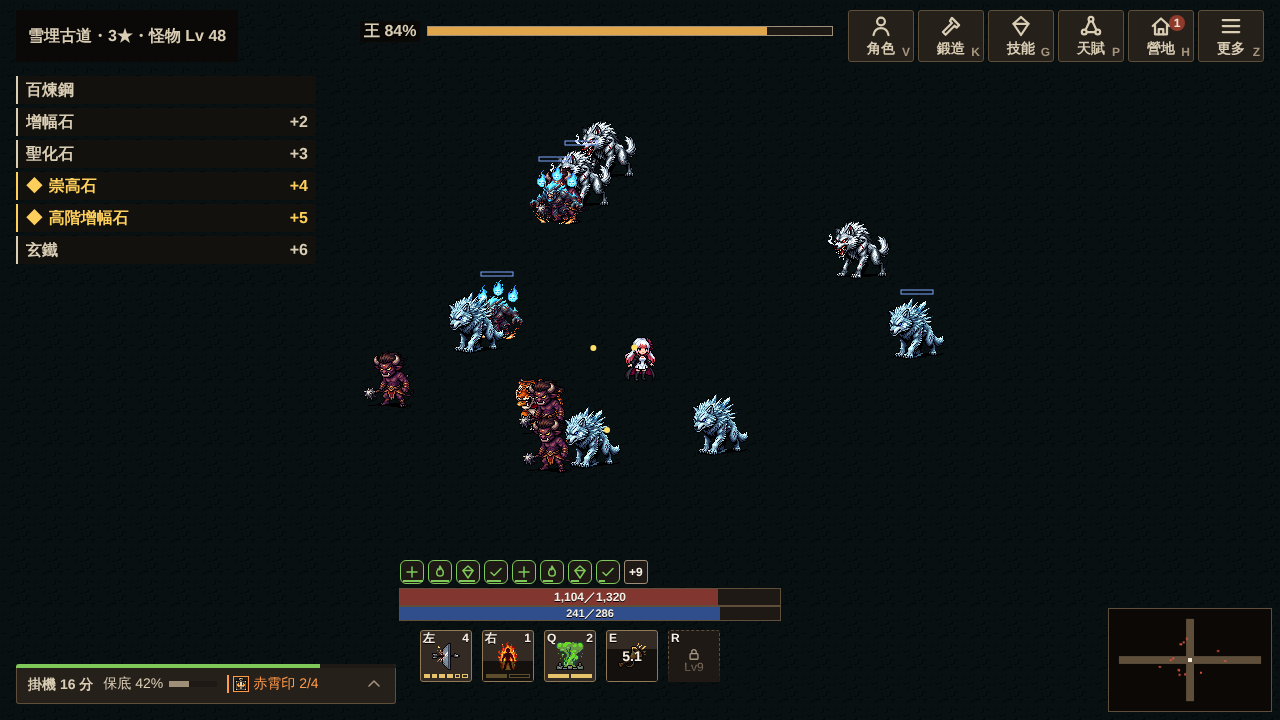 雪埋古道・3★・怪物 Lv 48
王 84%
角色 V
鍛造 K
技能 G
天賦 P
營地 H 1
更多 Z
百煉鋼
增幅石 +2
聖化石 +3
◆ 崇高石 +4
◆ 高階增幅石 +5
玄鐵 +6
+9
1,104／1,320
241／286
左 4
右 1
Q 2
E 5.1
R Lv9
掛機 16 分 保底 42% 赤霄印 2/4